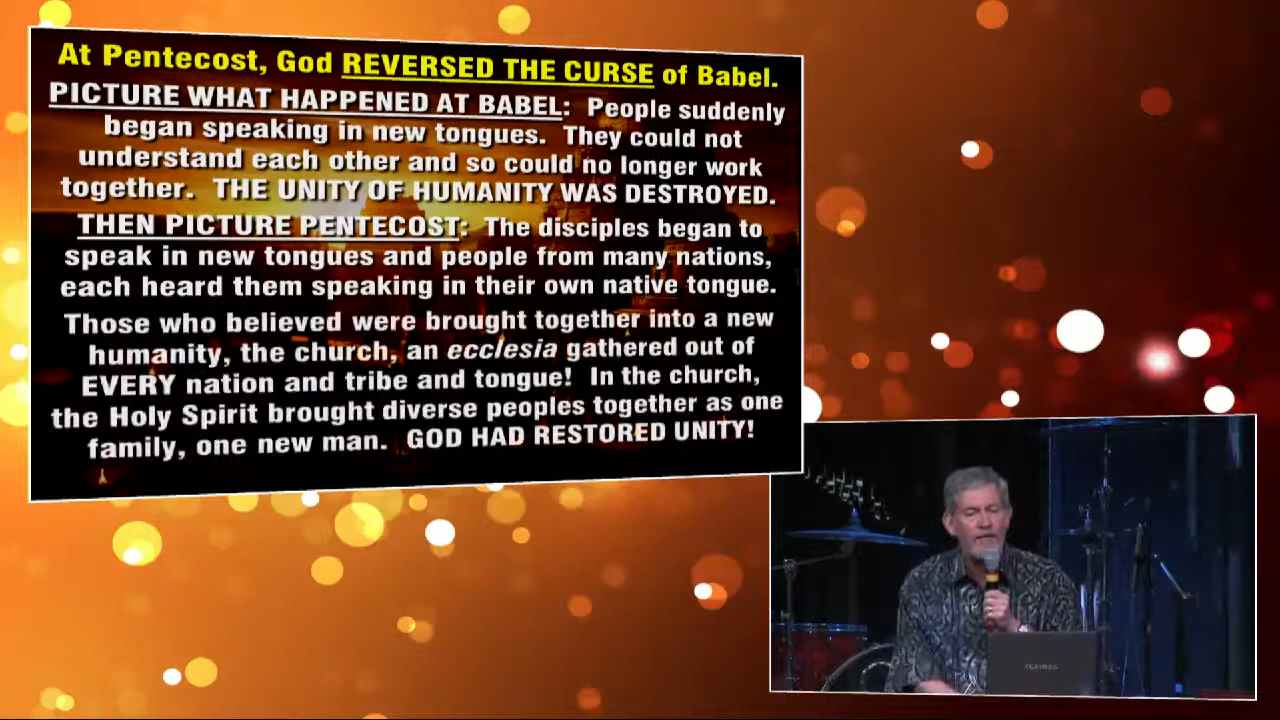 At Pentecost, God REVERSED THE CURSE of Babel.
PICTURE WHAT HAPPENED AT BABEL: People suddenly
began speaking in new tongues. They could not
understand each other and so could no longer work
together. THE UNITY OF HUMANITY WAS DESTROYED.
THEN PICTURE PENTECOST: The disciples began to
speak in new tongues and people from many nations,
each heard them speaking in their own native tongue.
Those who believed were brought together into a new
humanity, the church, an ecclesia gathered out of
EVERY nation and tribe and tongue! In the church,
the Holy Spirit brought diverse peoples together as one
family, one new man. GOD HAD RESTORED UNITY!